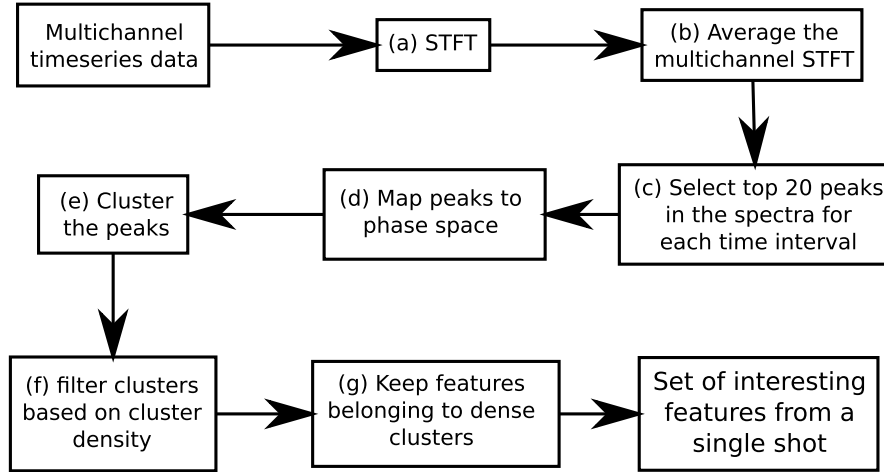 Multichannel
timeseries data
(a) STFT
(b) Average the
multichannel STFT
(c) Select top 20 peaks
in the spectra for
each time interval
(d) Map peaks to
phase space
(e) Cluster
the peaks
(f) filter clusters
based on cluster
density
(g) Keep features
belonging to dense
clusters
Set of interesting
features from a
single shot